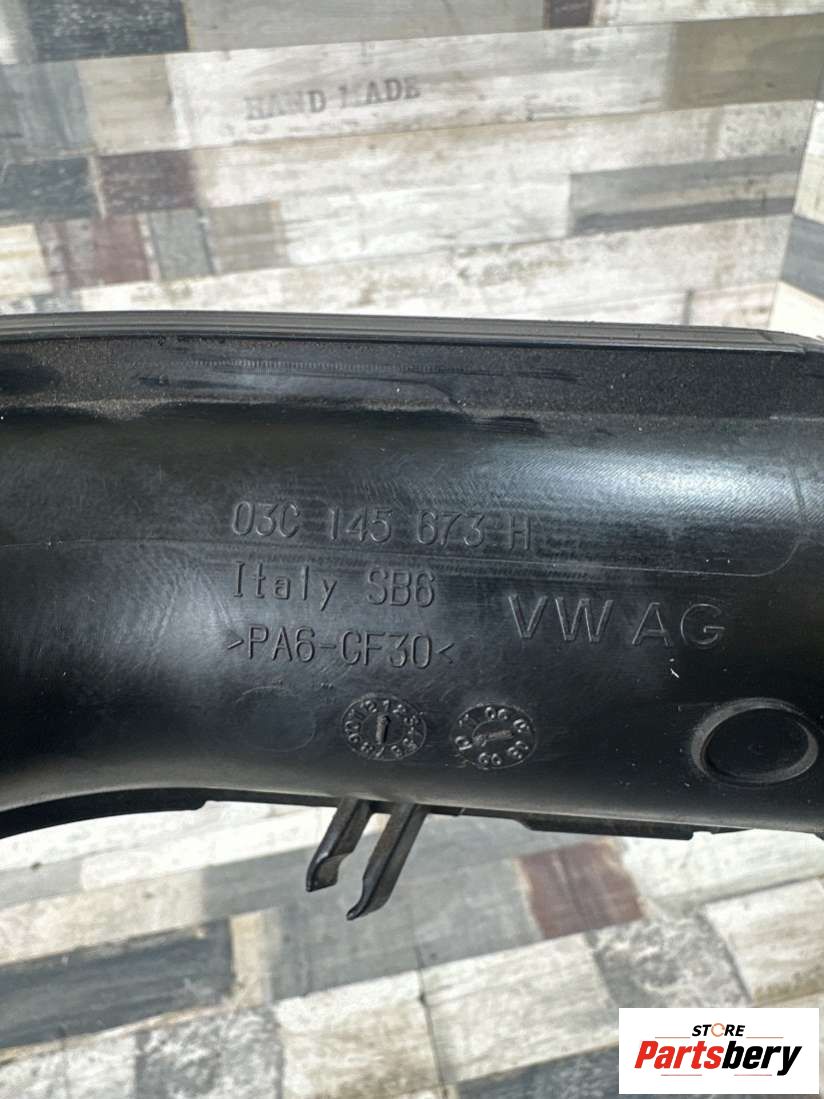 HAND MADE
03C 145 673 H
Italy SB6
VW AG
>PA6-CF30<
STORE
Partsbery